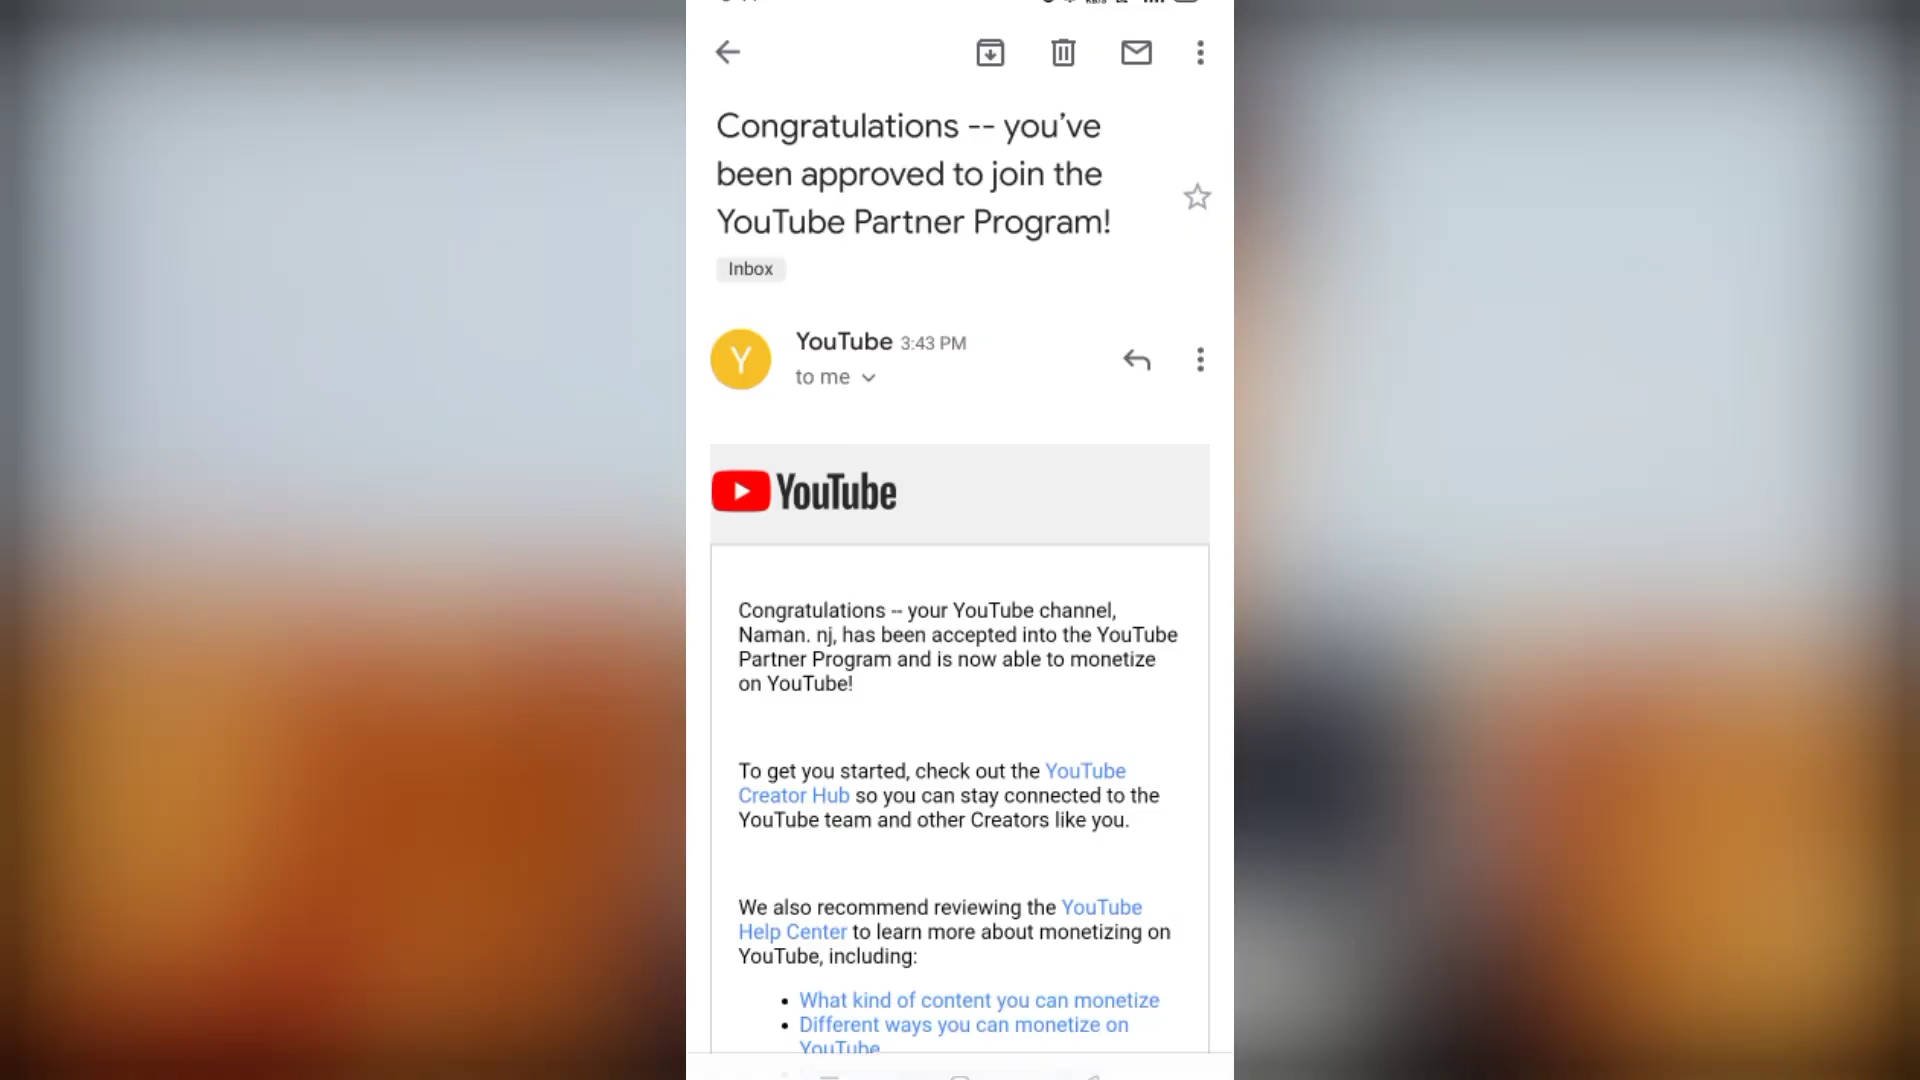 Congratulations -- you’ve
been approved to join the
YouTube Partner Program!
Inbox
Y
YouTube 3:43 PM
to me
YouTube
Congratulations -- your YouTube channel,
Naman. nj, has been accepted into the YouTube
Partner Program and is now able to monetize
on YouTube!
To get you started, check out the YouTube
Creator Hub so you can stay connected to the
YouTube team and other Creators like you.
We also recommend reviewing the YouTube
Help Center to learn more about monetizing on
YouTube, including:
• What kind of content you can monetize
• Different ways you can monetize on
YouTube